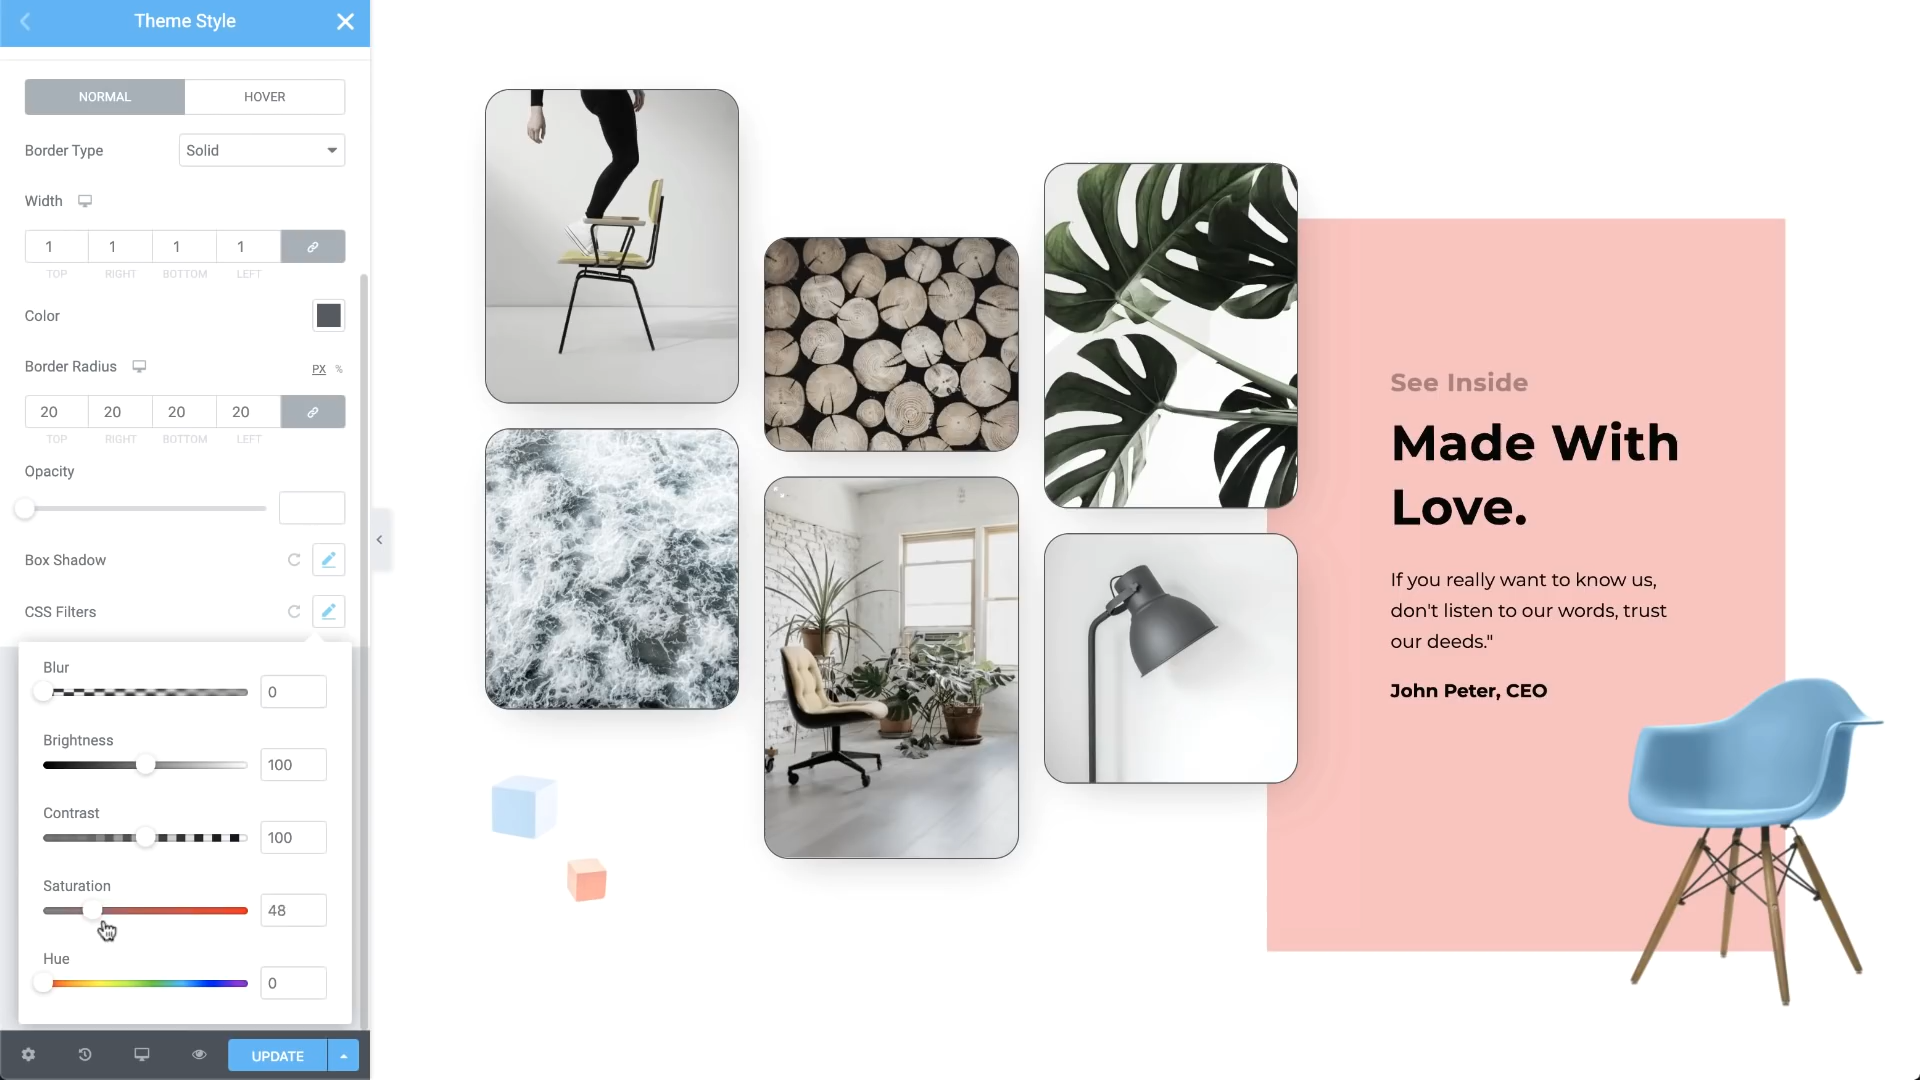 Theme Style
NORMAL
HOVER
Border Type
Solid
Width
1
1
1
1
TOP
RIGHT
BOTTOM
LEFT
Color
Border Radius
PX
%
20
20
20
20
TOP
RIGHT
BOTTOM
LEFT
Opacity
Box Shadow
CSS Filters
Blur
0
Brightness
100
Contrast
100
Saturation
48
Hue
0
UPDATE
See Inside
Made With
Love.
If you really want to know us,
don't listen to our words, trust
our deeds."
John Peter, CEO